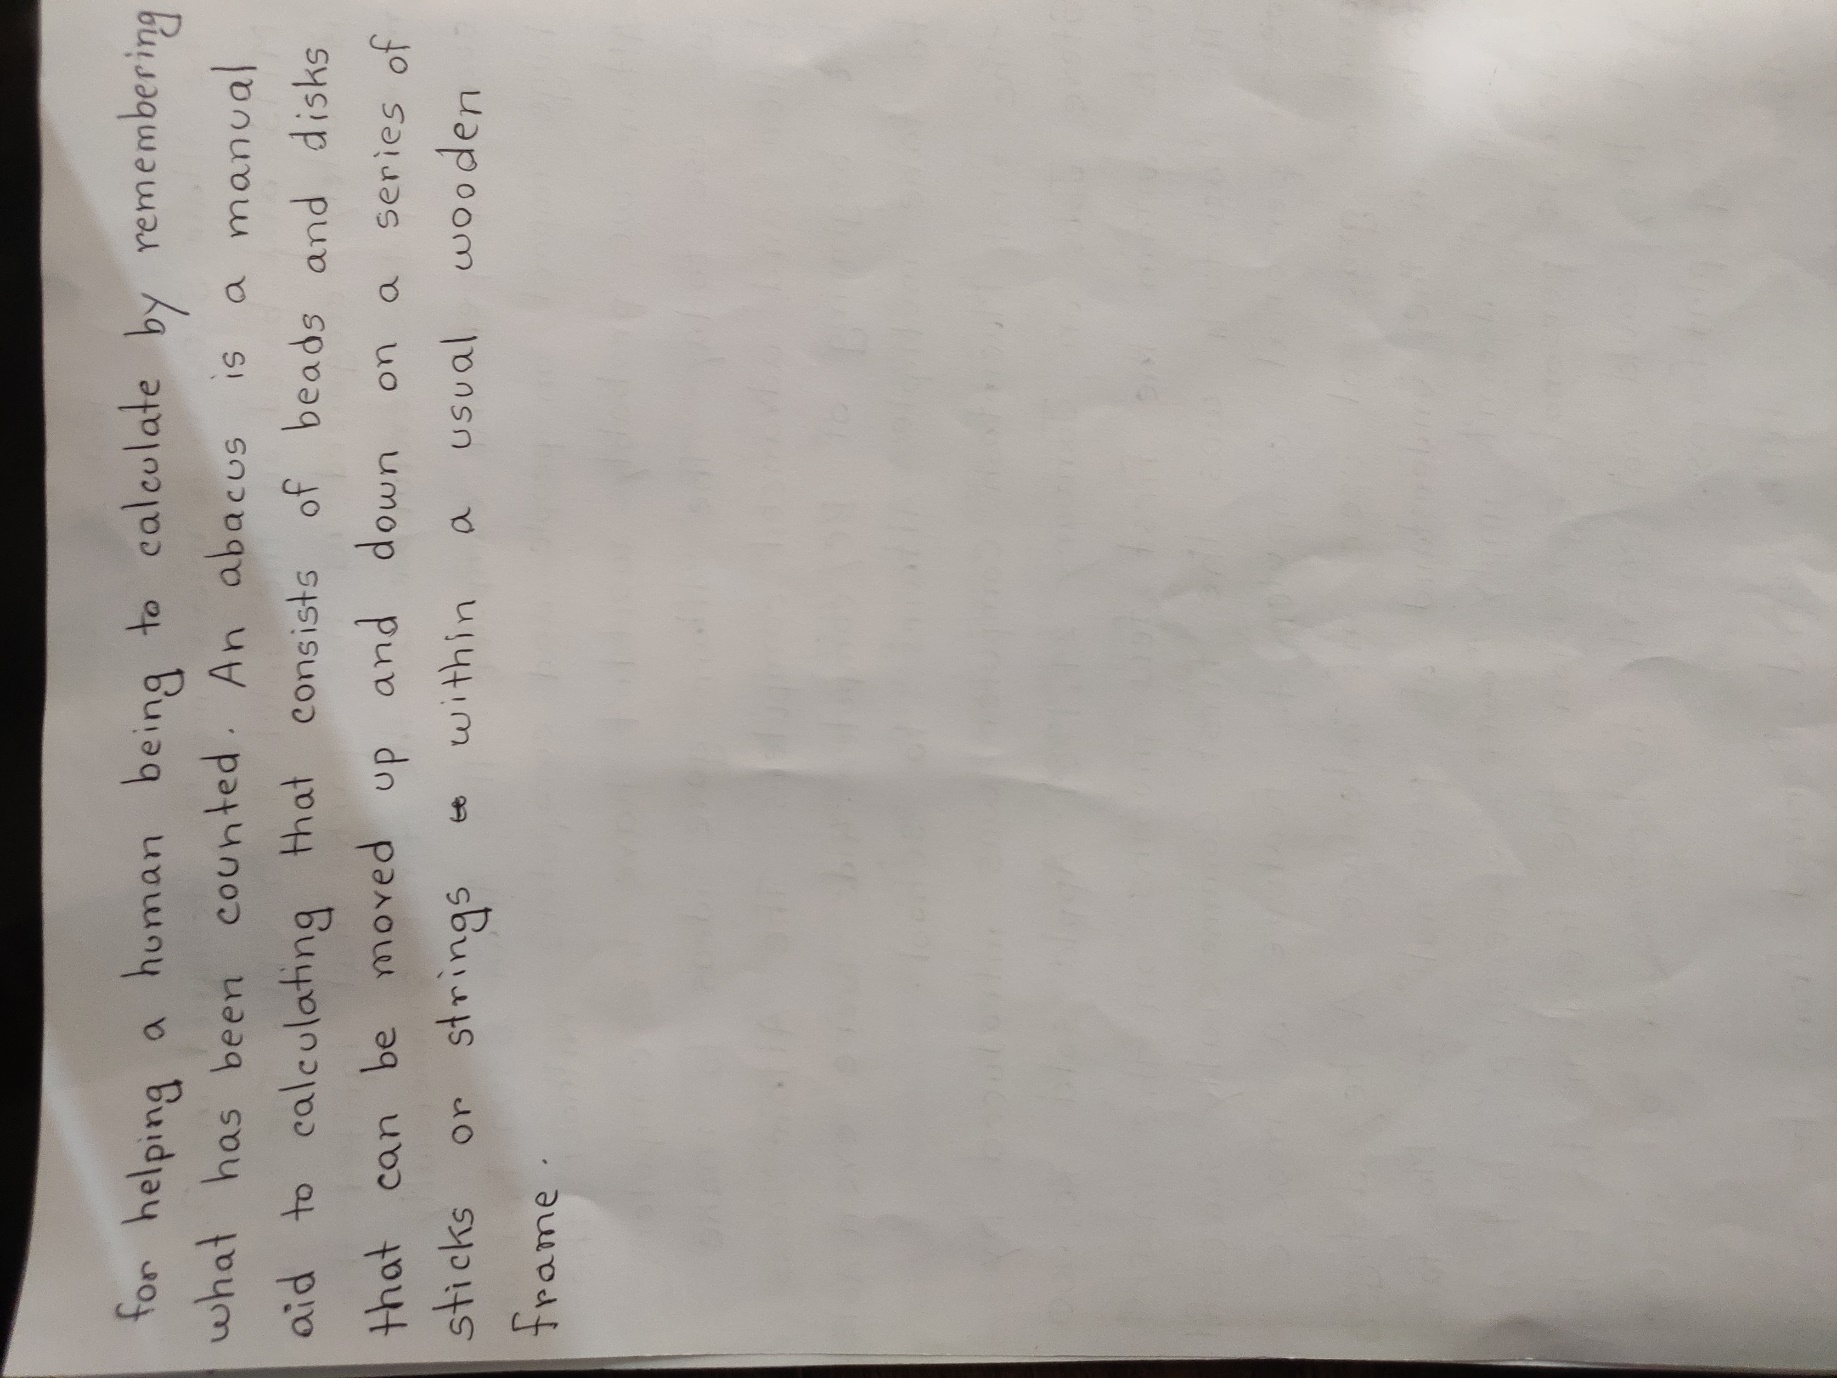 for helping a human being to calculate by remembering
what has been counted. An abacus is a manual
aid to calculating that consists of beads and disks
that can be moved up and down on a series of
sticks or strings within a usual wooden
frame.